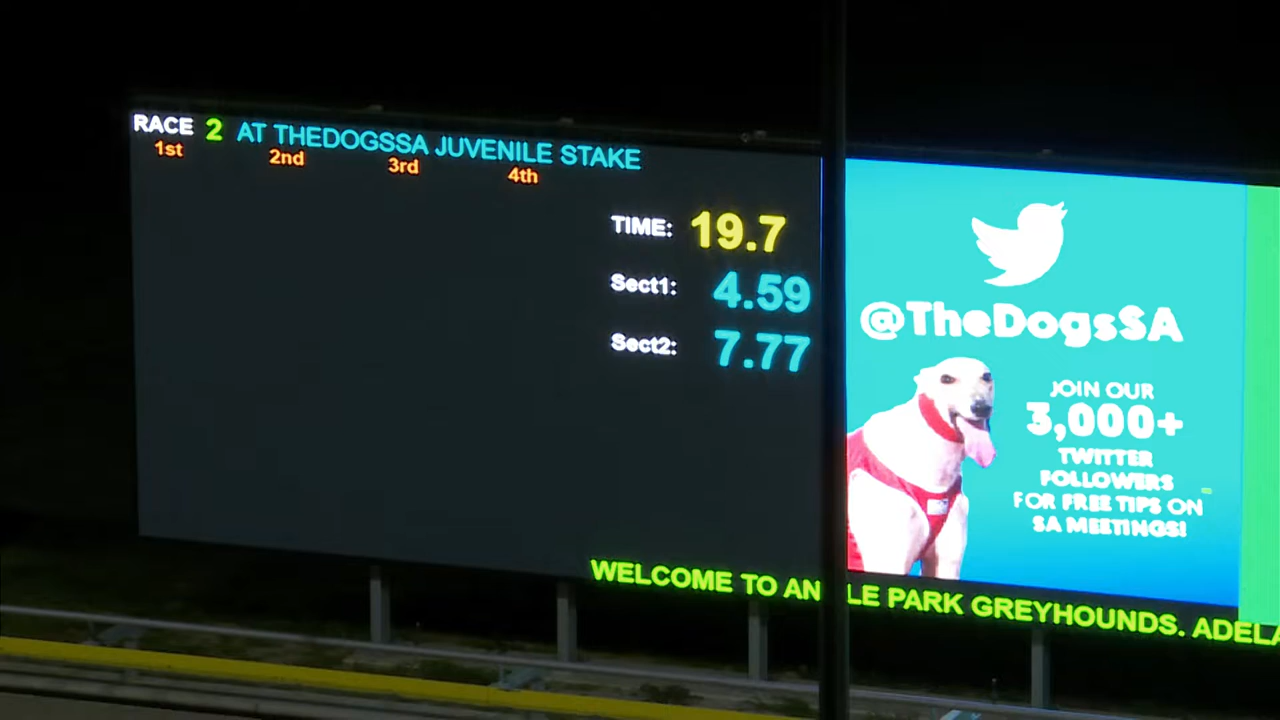 RACE 2 AT THEDOGSSA JUVENILE STAKE
1st 2nd 3rd 4th
TIME: 19.7
Sect1: 4.59
Sect2: 7.77
@TheDogsSA
JOIN OUR
3,000+
TWITTER
FOLLOWERS
FOR FREE TIPS ON
SA MEETINGS!
WELCOME TO AN LE PARK GREYHOUNDS. ADELA